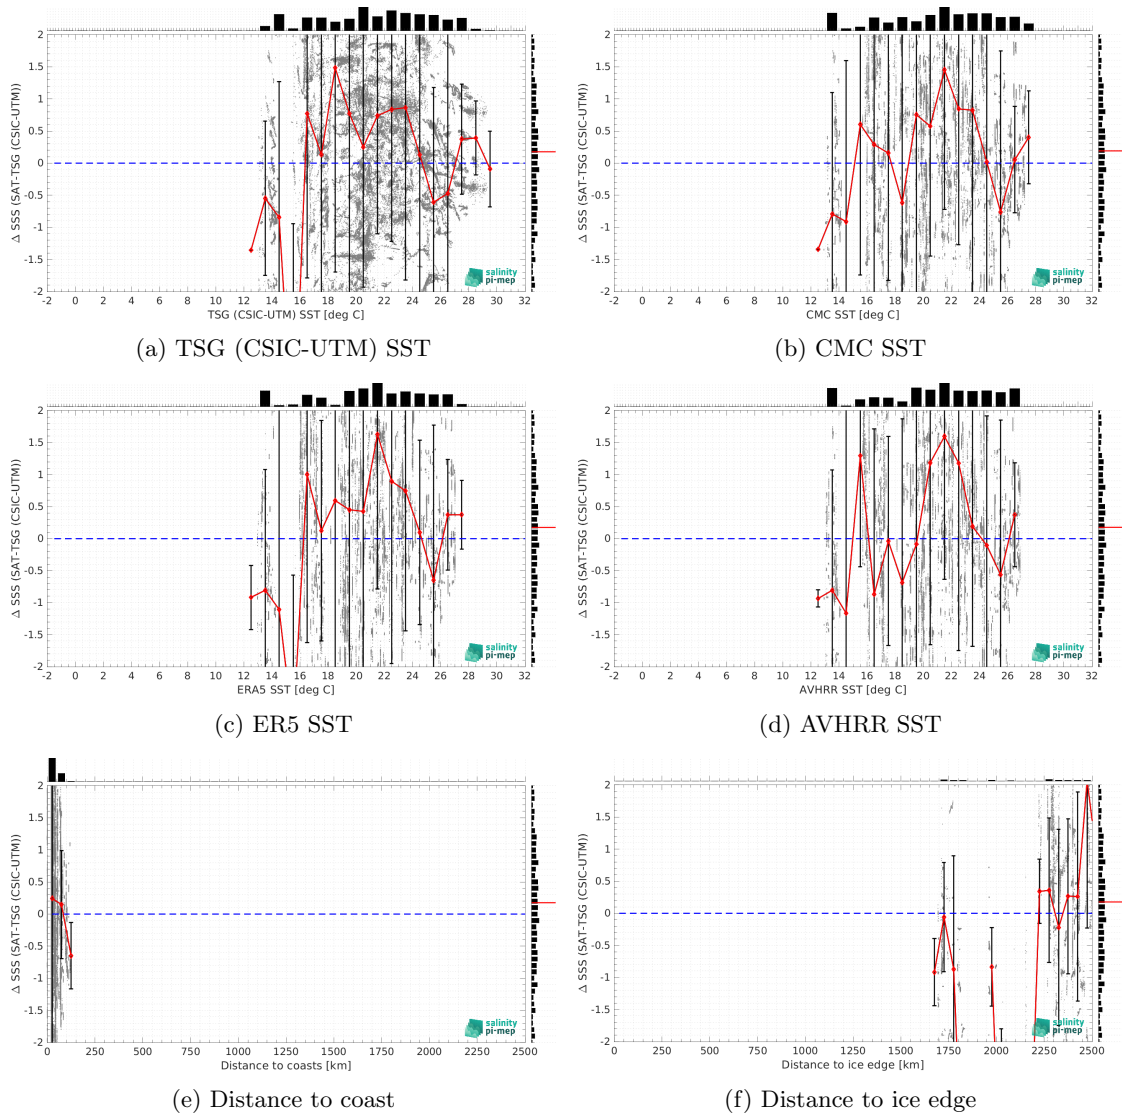 2
1.5
1
0.5
0
-0.5
-1
-1.5
-2
Δ SSS (SAT-TSG (CSIC-UTM))
-2 0 2 4 6 8 10 12 14 16 18 20 22 24 26 28 30 32
TSG (CSIC-UTM) SST [deg C]
salinity
pi-mep
(a) TSG (CSIC-UTM) SST
2
1.5
1
0.5
0
-0.5
-1
-1.5
-2
Δ SSS (SAT-TSG (CSIC-UTM))
-2 0 2 4 6 8 10 12 14 16 18 20 22 24 26 28 30 32
CMC SST [deg C]
salinity
pi-mep
(b) CMC SST
2
1.5
1
0.5
0
-0.5
-1
-1.5
-2
Δ SSS (SAT-TSG (CSIC-UTM))
-2 0 2 4 6 8 10 12 14 16 18 20 22 24 26 28 30 32
ERA5 SST [deg C]
salinity
pi-mep
(c) ER5 SST
2
1.5
1
0.5
0
-0.5
-1
-1.5
-2
Δ SSS (SAT-TSG (CSIC-UTM))
-2 0 2 4 6 8 10 12 14 16 18 20 22 24 26 28 30 32
AVHRR SST [deg C]
salinity
pi-mep
(d) AVHRR SST
2
1.5
1
0.5
0
-0.5
-1
-1.5
-2
Δ SSS (SAT-TSG (CSIC-UTM))
0 250 500 750 1000 1250 1500 1750 2000 2250 2500
Distance to coasts [km]
salinity
pi-mep
(e) Distance to coast
2
1.5
1
0.5
0
-0.5
-1
-1.5
-2
Δ SSS (SAT-TSG (CSIC-UTM))
0 250 500 750 1000 1250 1500 1750 2000 2250 2500
Distance to ice edge [km]
salinity
pi-mep
(f) Distance to ice edge